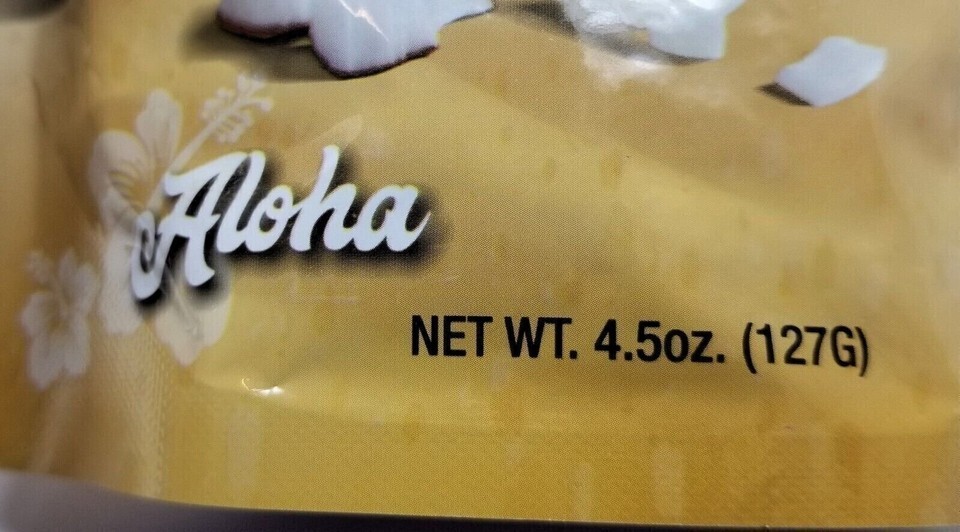 Aloha
NET WT. 4.5oz. (127G)